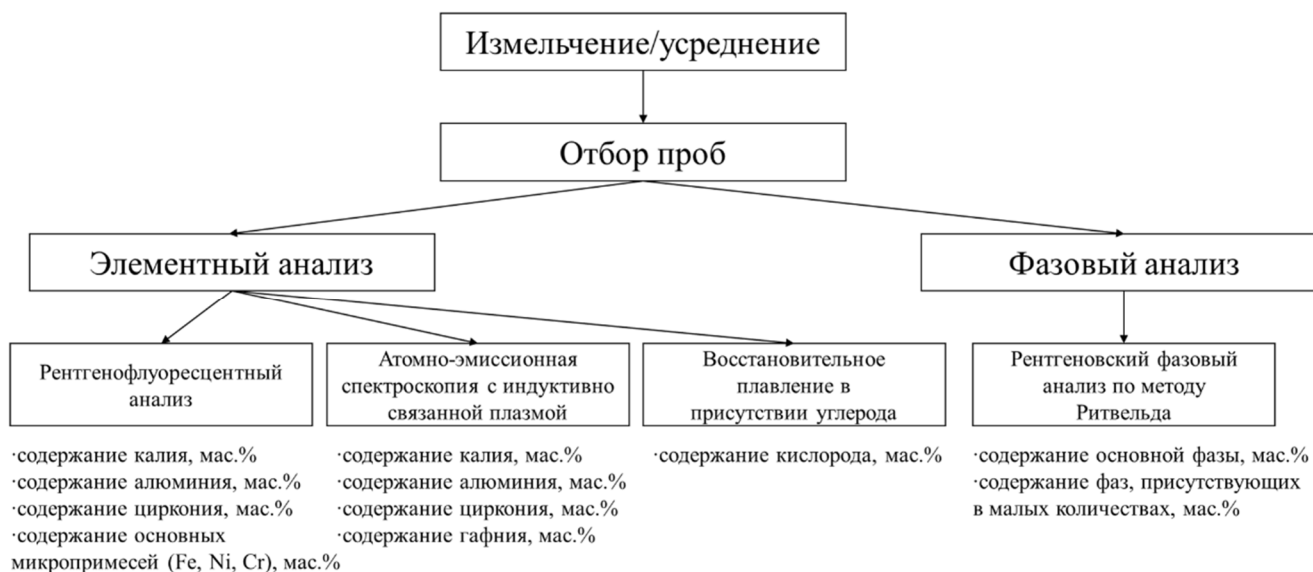 Измельчение/усреднение
Отбор проб
Элементный анализ
Фазовый анализ
Рентгенофлуоресцентный
анализ
Атомно-эмиссионная
спектроскопия с индуктивно
связанной плазмой
Восстановительное
плавление в
присутствии углерода
Рентгеновский фазовый
анализ по методу
Ритвельда
·содержание калия, мас.%
·содержание алюминия, мас.%
·содержание циркония, мас.%
·содержание основных
микропримесей (Fe, Ni, Cr), мас.%
·содержание калия, мас.%
·содержание алюминия, мас.%
·содержание циркония, мас.%
·содержание гафния, мас.%
·содержание кислорода, мас.%
·содержание основной фазы, мас.%
·содержание фаз, присутствующих
в малых количествах, мас.%